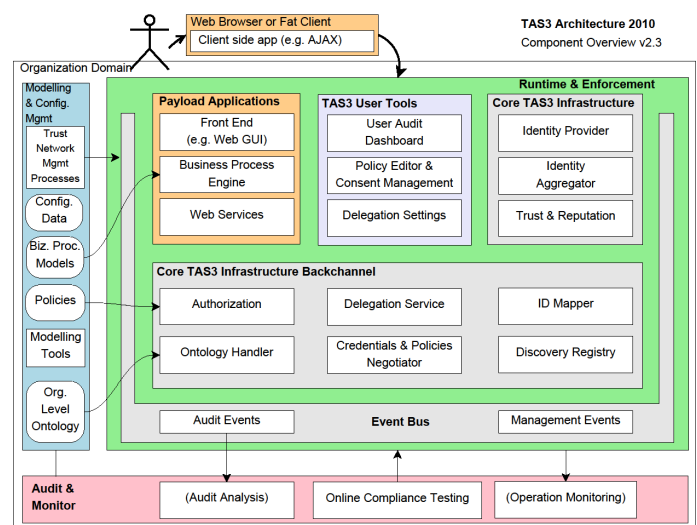 Web Browser or Fat Client
Client side app (e.g. AJAX)
TAS3 Architecture 2010
Component Overview v2.3
Organization Domain
Modelling
& Config.
Mgmt
Trust
Network
Mgmt
Processes
Config.
Data
Biz. Proc.
Models
Policies
Modelling
Tools
Org.
Level
Ontology
Runtime & Enforcement
Payload Applications
Front End
(e.g. Web GUI)
Business Process
Engine
Web Services
TAS3 User Tools
User Audit
Dashboard
Policy Editor &
Consent Management
Delegation Settings
Core TAS3 Infrastructure
Identity Provider
Identity
Aggregator
Trust & Reputation
Core TAS3 Infrastructure Backchannel
Authorization
Delegation Service
ID Mapper
Ontology Handler
Credentials & Policies
Negotiator
Discovery Registry
Audit Events
Event Bus
Management Events
Audit &
Monitor
(Audit Analysis)
Online Compliance Testing
(Operation Monitoring)